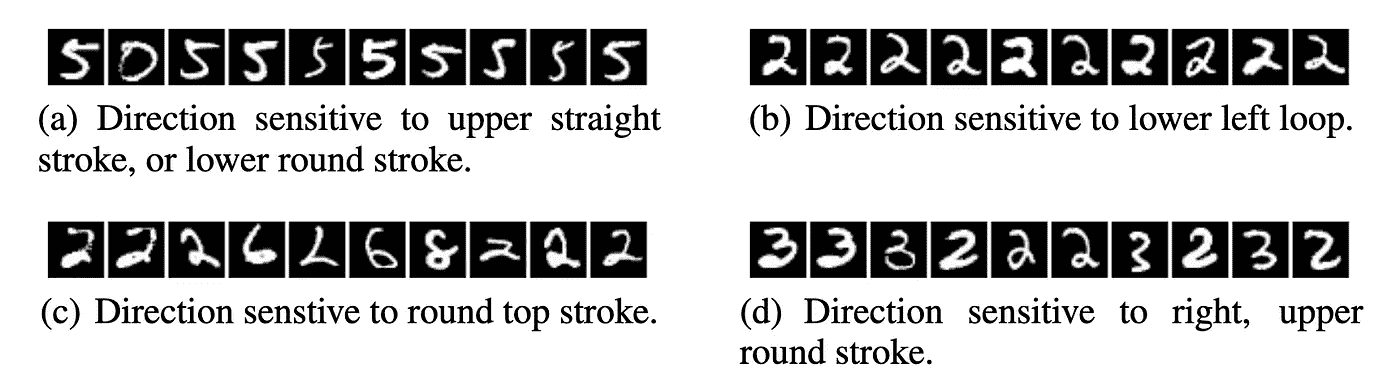 5 0 5 5 5 5 5 5 5 5
(a) Direction sensitive to upper straight
stroke, or lower round stroke.
2 2 2 2 2 2 2 2 2 2
(b) Direction sensitive to lower left loop.
2 2 2 6 6 8 2 2 2
(c) Direction senstive to round top stroke.
3 3 3 2 2 2 3 2 3 2
(d) Direction sensitive to right, upper
round stroke.